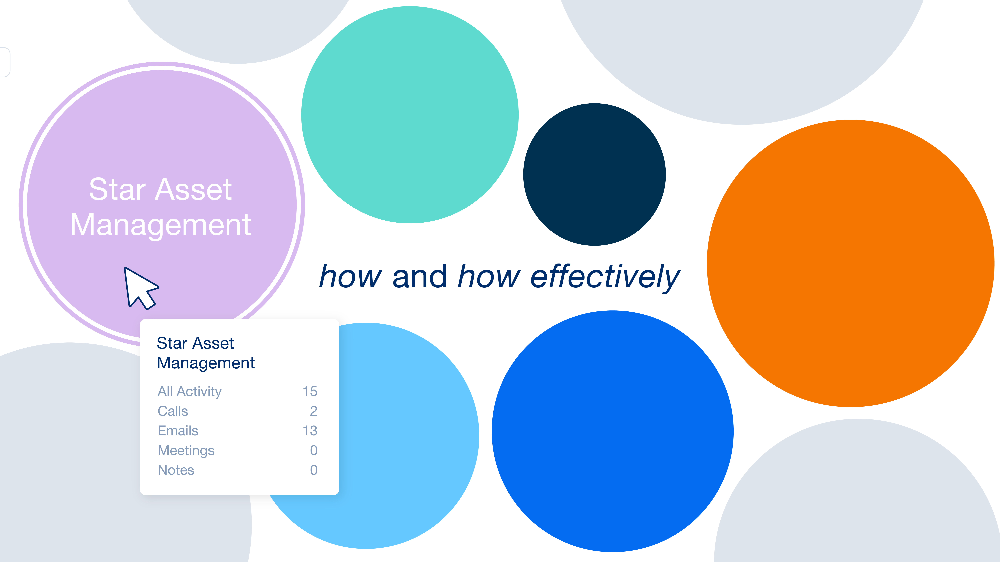 Star Asset
Management
how and how effectively
Star Asset
Management
All Activity 15
Calls 2
Emails 13
Meetings 0
Notes 0